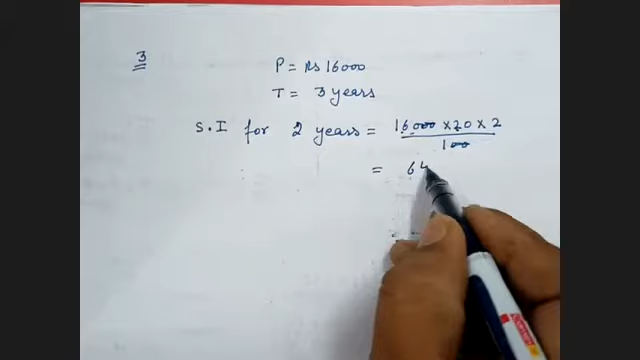 3
P = Rs 16000
T = 3 years
S.I for 2 years = 16000 × 20 × 2
100
= 64